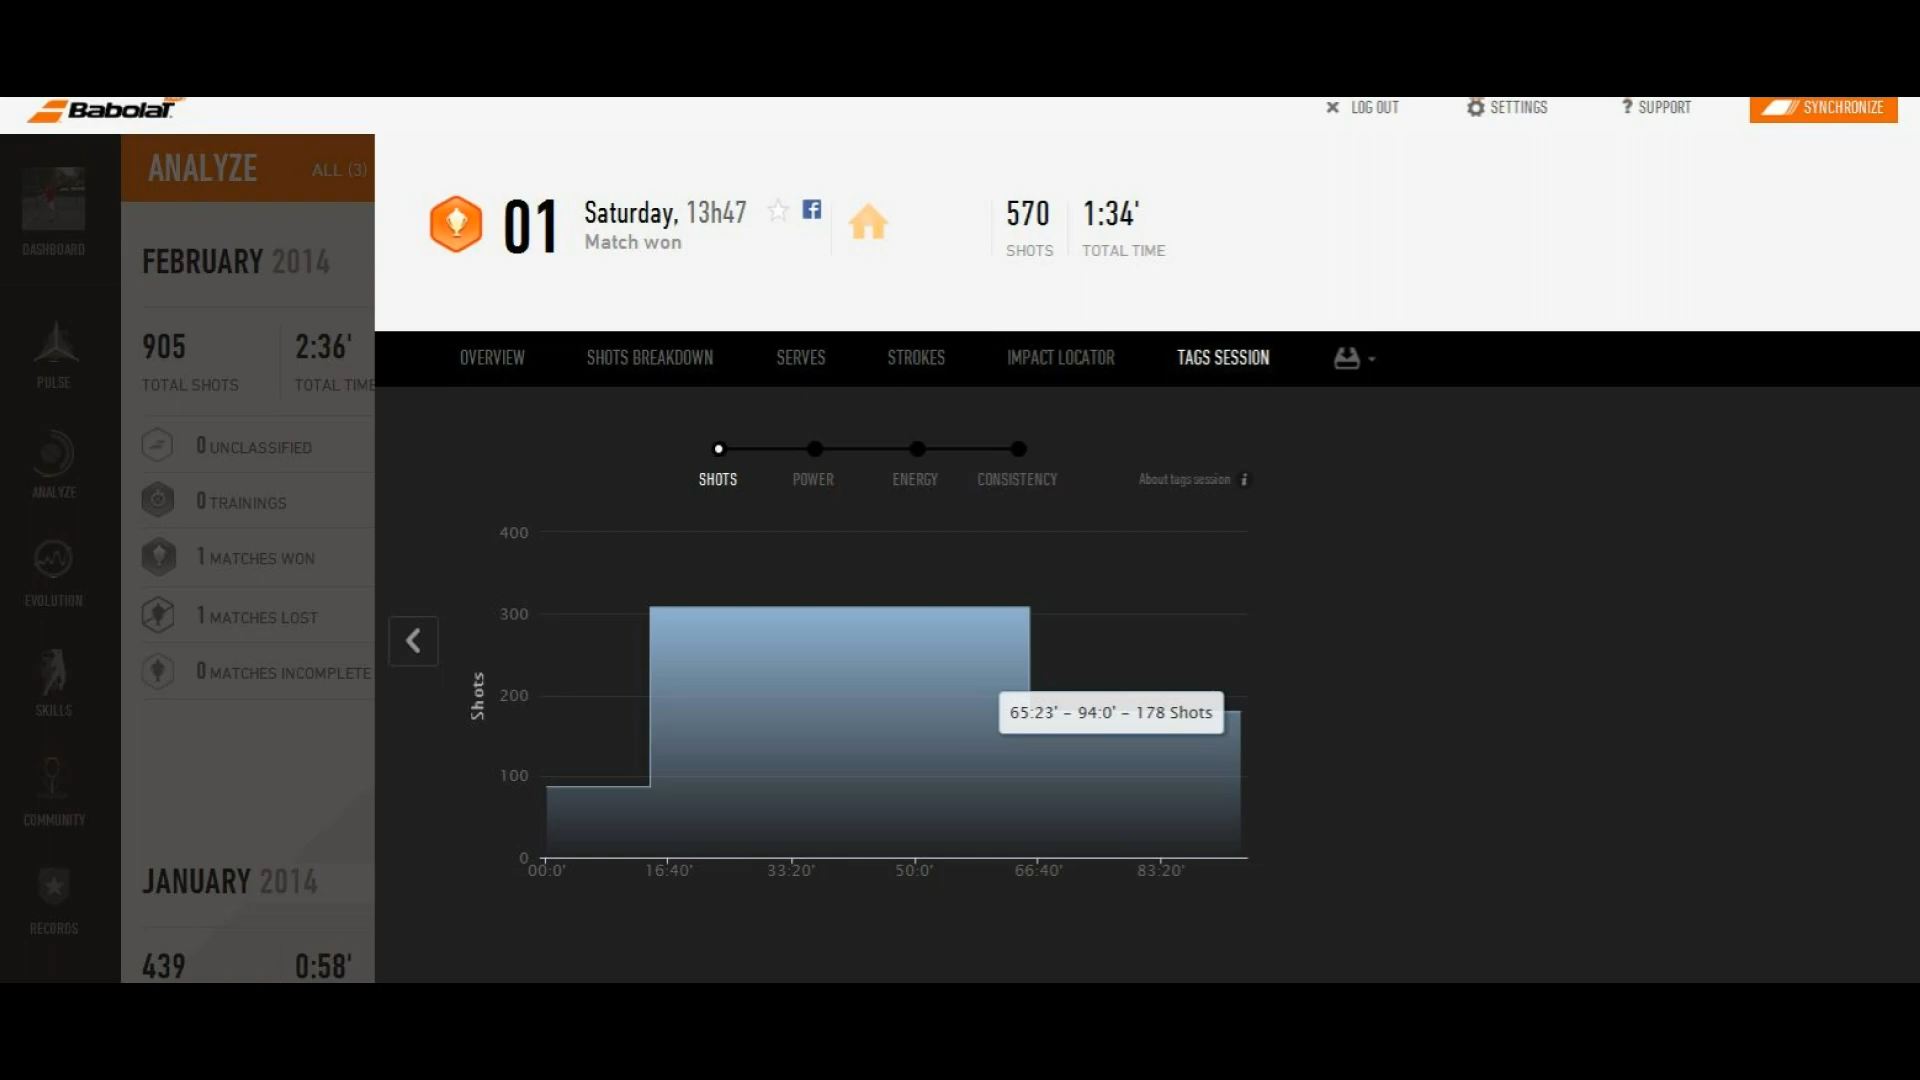 BabolaT
LOG OUT
SETTINGS
? SUPPORT
SYNCHRONIZE
DASHBOARD
PULSE
ANALYZE
EVOLUTION
SKILLS
COMMUNITY
RECORDS
ANALYZE ALL (3)
FEBRUARY 2014
905 2:36'
TOTAL SHOTS TOTAL TIME
0 UNCLASSIFIED
0 TRAININGS
1 MATCHES WON
1 MATCHES LOST
0 MATCHES INCOMPLETE
JANUARY 2014
439 0:58'
01 Saturday, 13h47
Match won
570 1:34'
SHOTS TOTAL TIME
OVERVIEW SHOTS BREAKDOWN SERVES STROKES IMPACT LOCATOR TAGS SESSION
SHOTS POWER ENERGY CONSISTENCY
About tags session i
Shots
400
300
200
100
0
65:23' - 94:0' - 178 Shots
00:0' 16:40' 33:20' 50:0' 66:40' 83:20'